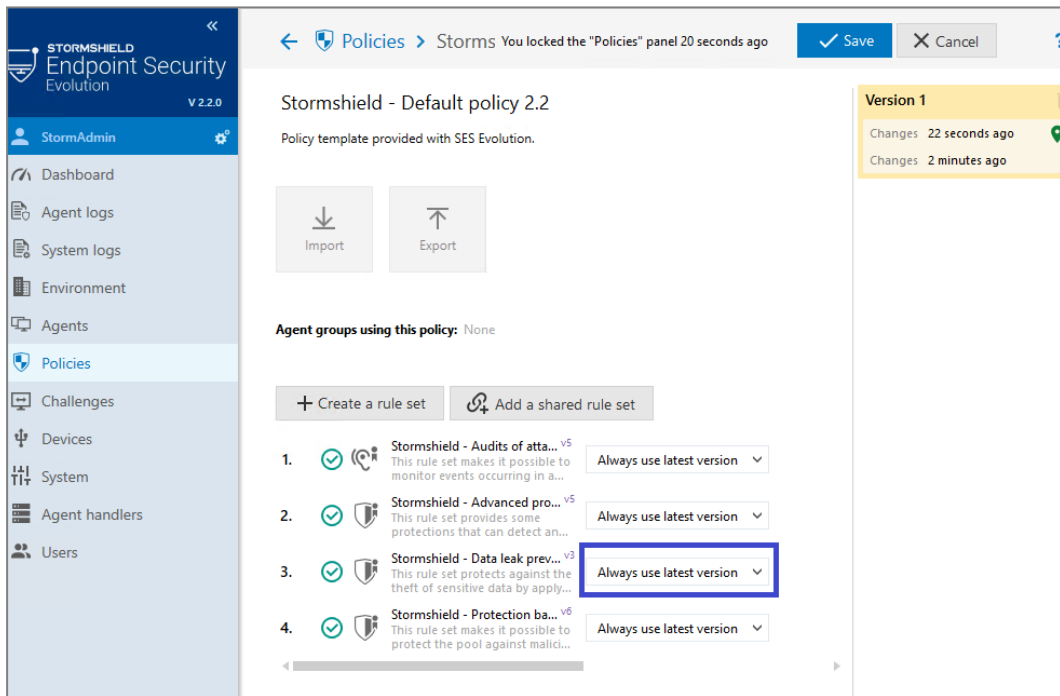 «
STORMSHIELD
Endpoint Security
Evolution
V 2.2.0
StormAdmin
Dashboard
Agent logs
System logs
Environment
Agents
Policies
Challenges
Devices
System
Agent handlers
Users
Policies > Storms You locked the "Policies" panel 20 seconds ago
Save
Cancel
?
Stormshield - Default policy 2.2
Policy template provided with SES Evolution.
Import
Export
Agent groups using this policy: None
+ Create a rule set
Add a shared rule set
1.
Stormshield - Audits of atta... v5
This rule set makes it possible to
monitor events occurring in a...
Always use latest version
2.
Stormshield - Advanced pro... v5
This rule set provides some
protections that can detect an...
Always use latest version
3.
Stormshield - Data leak prev... v3
This rule set protects against the
theft of sensitive data by apply...
Always use latest version
4.
Stormshield - Protection ba... v6
This rule set makes it possible to
protect the pool against malici...
Always use latest version
Version 1
Changes 22 seconds ago
Changes 2 minutes ago